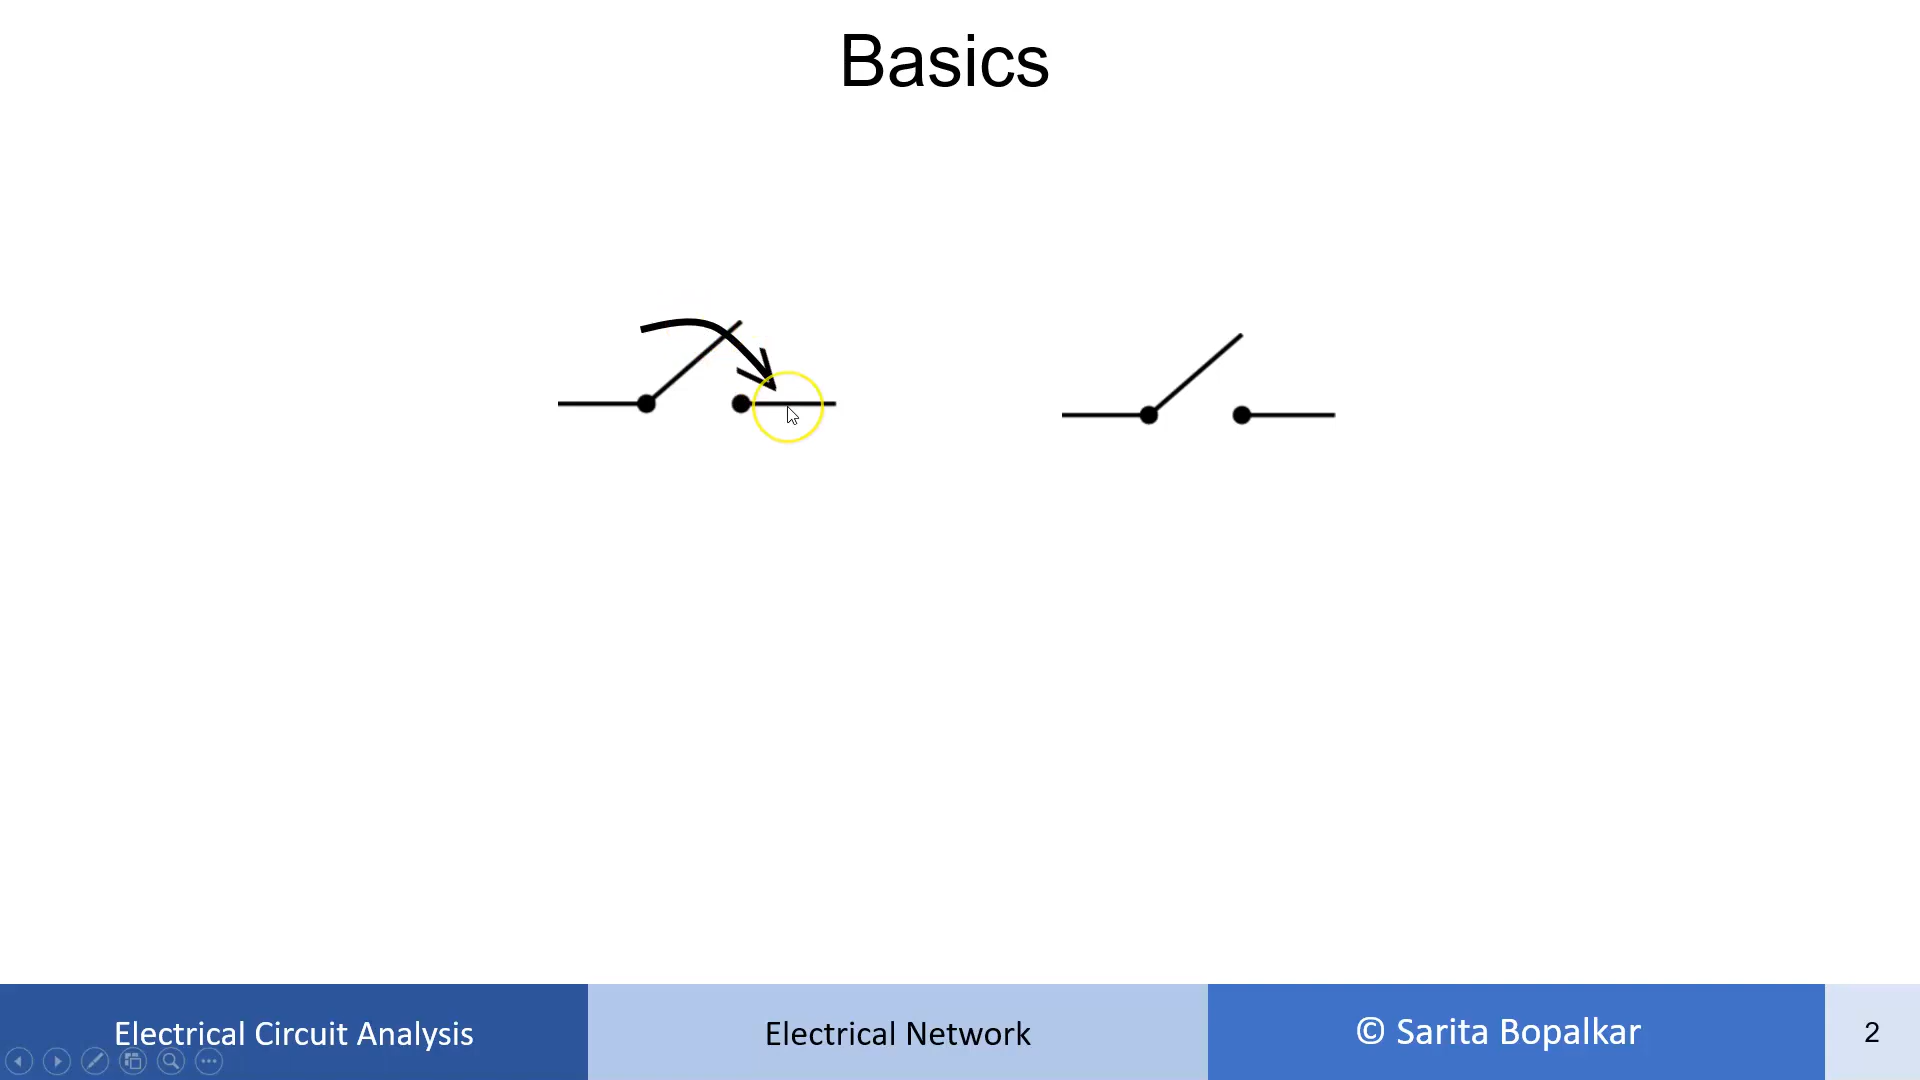 Basics
Electrical Circuit Analysis
Electrical Network
© Sarita Bopalkar
2